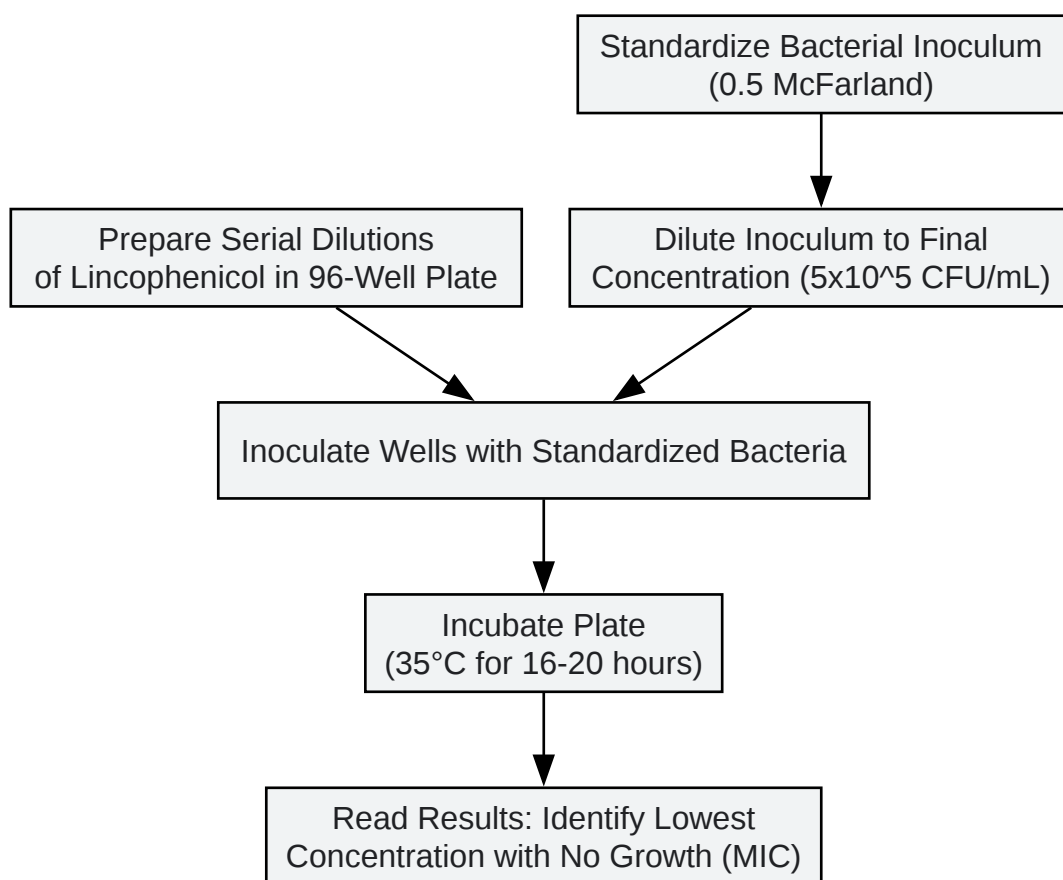 Standardize Bacterial Inoculum
(0.5 McFarland)
Prepare Serial Dilutions
of Lincophenicol in 96-Well Plate
Dilute Inoculum to Final
Concentration (5x10^5 CFU/mL)
Inoculate Wells with Standardized Bacteria
Incubate Plate
(35°C for 16-20 hours)
Read Results: Identify Lowest
Concentration with No Growth (MIC)